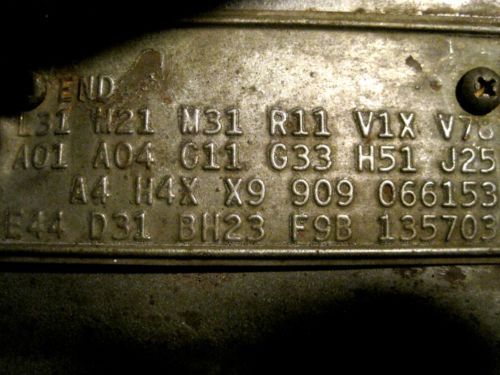 END
L31 M21 M31 R11 V1X V78
A01 A04 C11 G33 H51 J25
A4 H4X X9 909 066153
E44 D31 BH23 F9B 135703